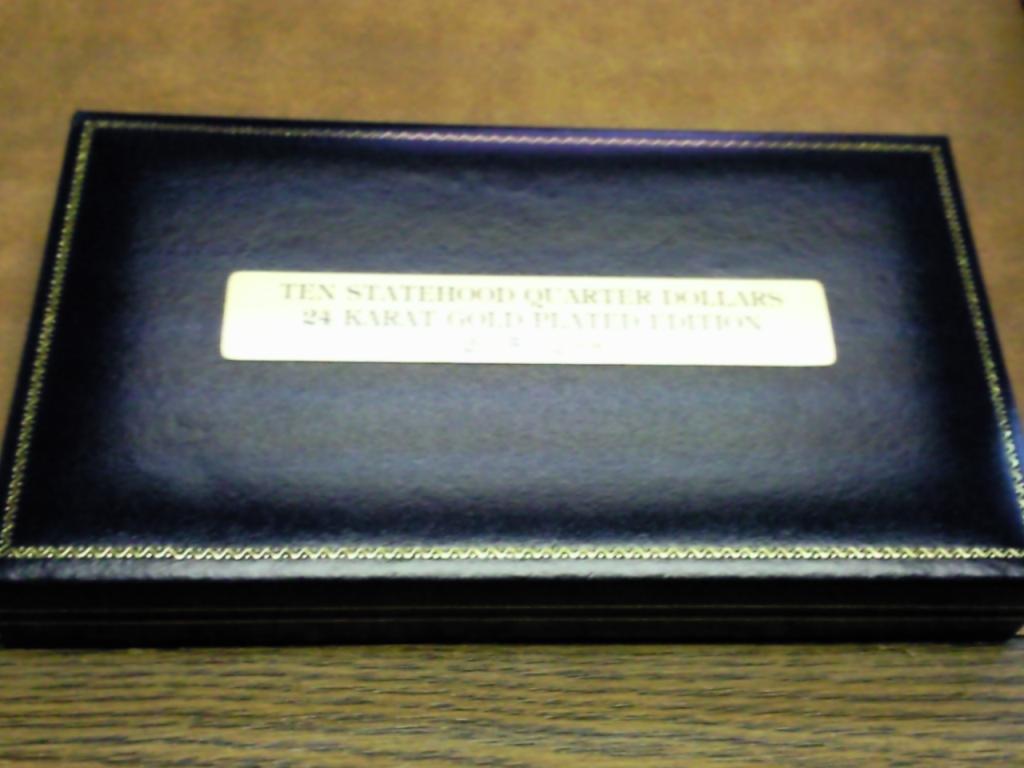 TEN STATEHOOD QUARTER DOLLARS
24 KARAT GOLD PLATED EDITION